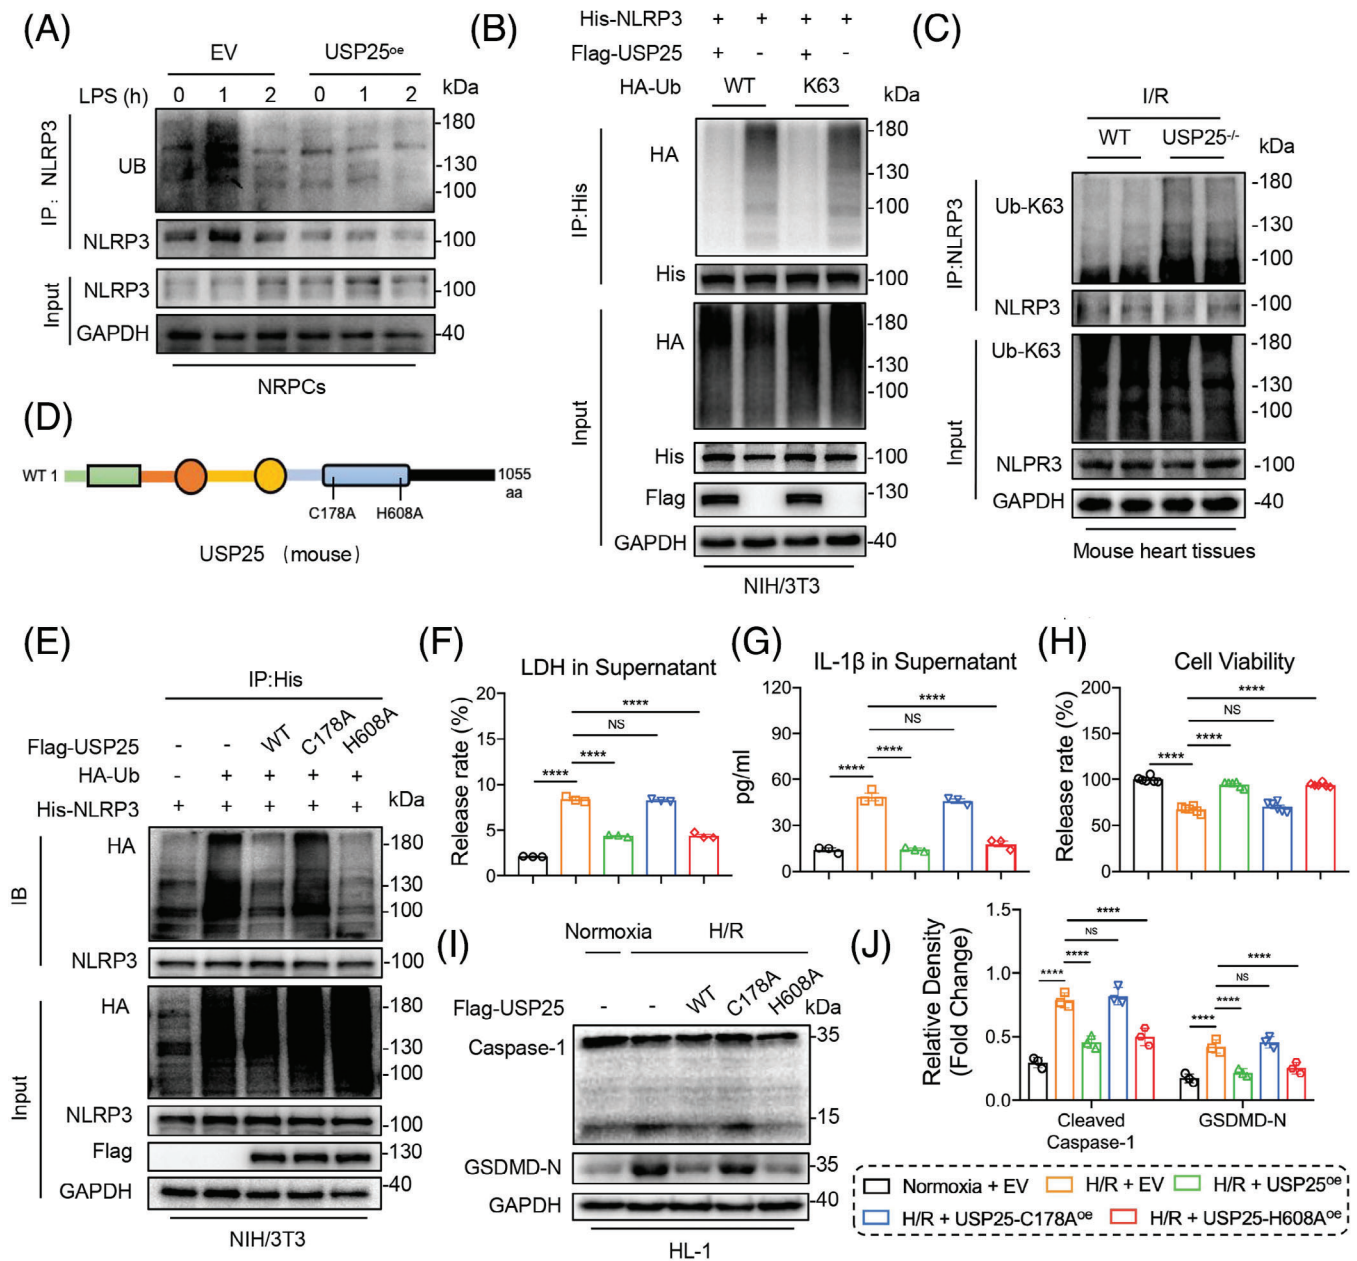 (A)
EV USP25oe
LPS (h) 0 1 2 0 1 2 kDa
IP: NLRP3
UB
-180
-130
-100
NLRP3 -100
Input
NLRP3 -100
GAPDH -40
NRPCs
(B)
His-NLRP3 + + + +
Flag-USP25 + - + -
HA-Ub WT K63 kDa
IP:His
HA
-180
-130
-100
His -100
Input
HA
-180
-130
-100
His -100
Flag -130
GAPDH -40
NIH/3T3
(C)
I/R
WT USP25-/- kDa
IP:NLRP3
Ub-K63
-180
-130
-100
NLRP3 -100
Input
Ub-K63
-180
-130
-100
NLPR3 -100
GAPDH -40
Mouse heart tissues
(D)
WT 1 1055
aa
C178A H608A
USP25 (mouse)
(E)
IP:His
Flag-USP25 - - WT C178A H608A
HA-Ub - + + + +
His-NLRP3 + + + + + kDa
IB
HA
-180
-130
-100
NLRP3 -100
Input
HA
-180
-130
-100
NLRP3 -100
Flag -130
GAPDH -40
NIH/3T3
(F)
LDH in Supernatant
Release rate (%)
20
15
10
5
0
****
NS
****
****
(G)
IL-1β in Supernatant
pg/ml
120
90
60
30
0
****
NS
****
****
(H)
Cell Viability
Release rate (%)
200
150
100
50
0
****
NS
****
****
(I)
Normoxia H/R
Flag-USP25 - - WT C178A H608A kDa
Caspase-1 -35
-15
GSDMD-N -35
GAPDH -40
HL-1
(J)
Relative Density
(Fold Change)
1.5
1.0
0.5
0.0
****
NS
****
****
****
NS
****
****
Cleaved
Caspase-1
GSDMD-N
Normoxia + EV H/R + EV H/R + USP25oe
H/R + USP25-C178Aoe H/R + USP25-H608Aoe